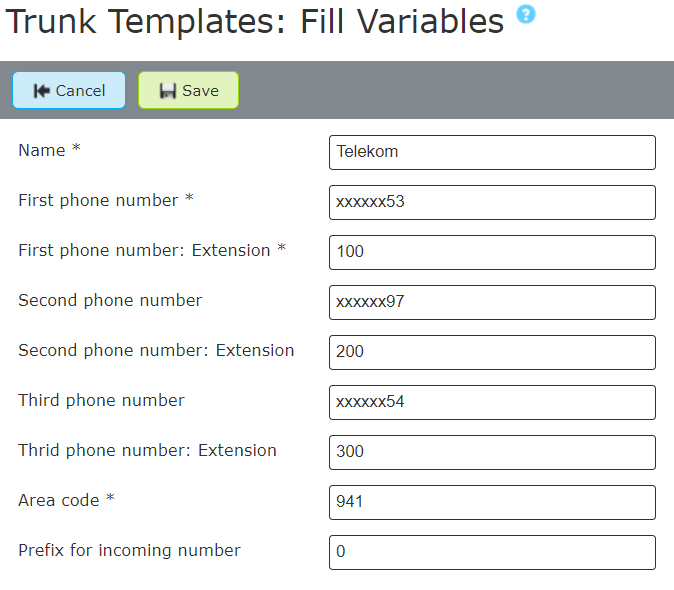 Trunk Templates: Fill Variables ?
Cancel Save
Name * Telekom
First phone number * xxxxxx53
First phone number: Extension * 100
Second phone number xxxxxx97
Second phone number: Extension 200
Third phone number xxxxxx54
Thrid phone number: Extension 300
Area code * 941
Prefix for incoming number 0